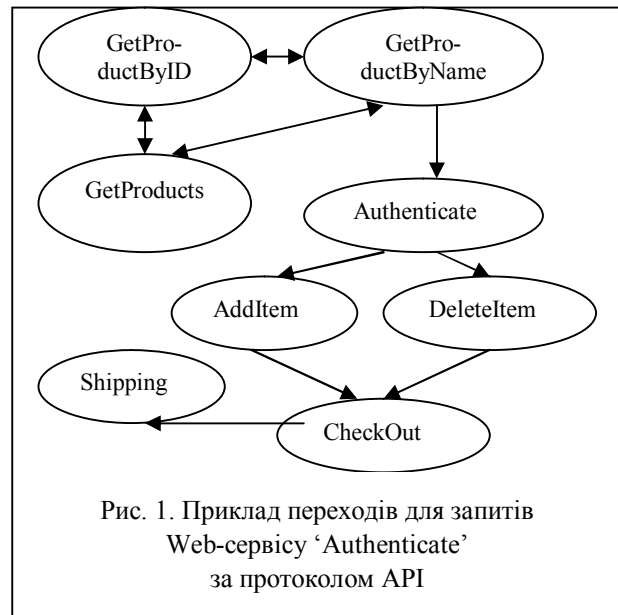 GetPro-
ductByID
GetPro-
ductByName
GetProducts
Authenticate
AddItem
DeleteItem
Shipping
CheckOut
Рис. 1. Приклад переходів для запитів
Web-сервісу ‘Authenticate’
за протоколом API